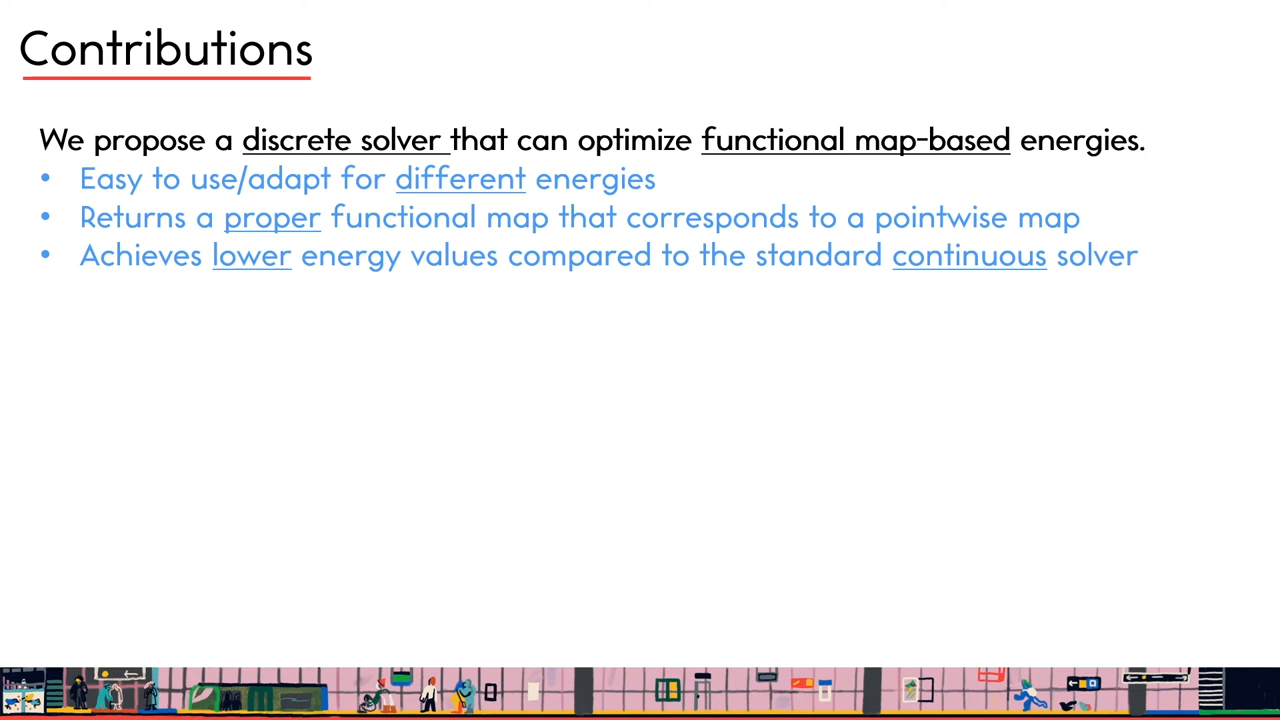 Contributions
We propose a discrete solver that can optimize functional map-based energies.
• Easy to use/adapt for different energies
• Returns a proper functional map that corresponds to a pointwise map
• Achieves lower energy values compared to the standard continuous solver